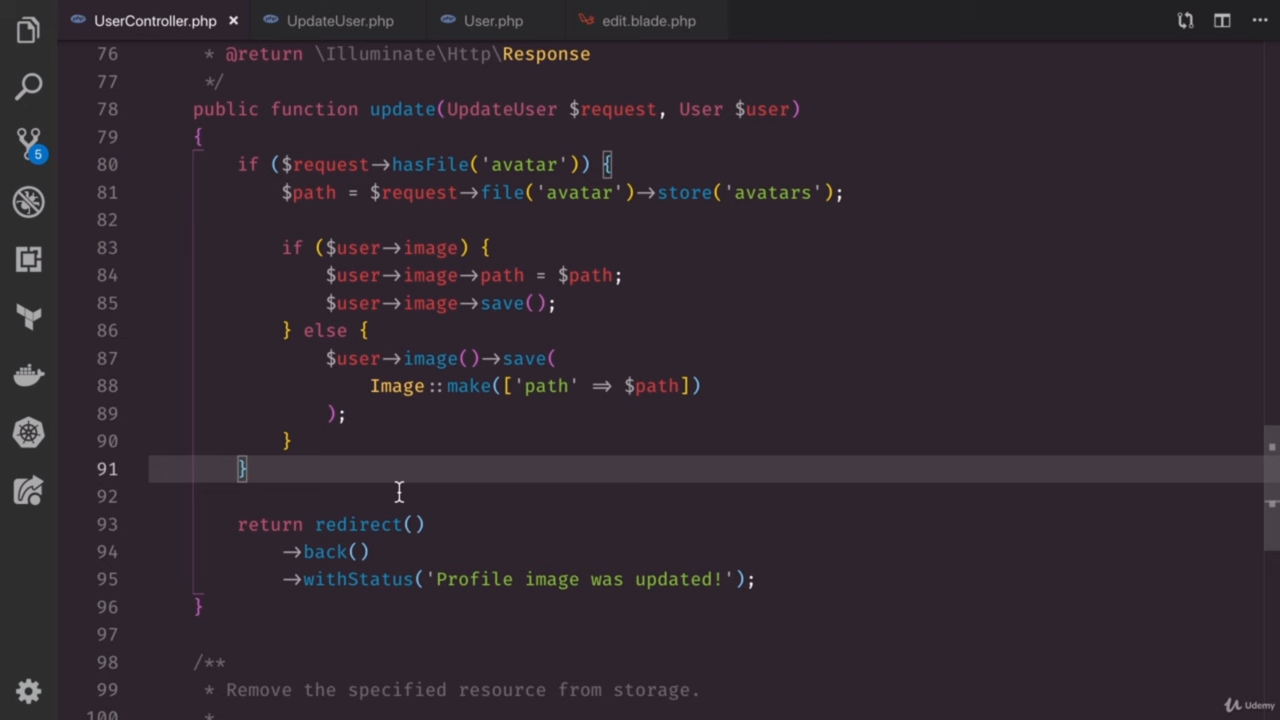 UserController.php × UpdateUser.php User.php edit.blade.php
76 * @return \Illuminate\Http\Response
77 */
78 public function update(UpdateUser $request, User $user)
79 {
80 if ($request->hasFile('avatar')) {
81 $path = $request->file('avatar')->store('avatars');
82
83 if ($user->image) {
84 $user->image->path = $path;
85 $user->image->save();
86 } else {
87 $user->image()->save(
88 Image::make(['path' => $path])
89 );
90 }
91 }
92
93 return redirect()
94 ->back()
95 ->withStatus('Profile image was updated!');
96 }
97
98 /**
99 * Remove the specified resource from storage.
100 *
5
Udemy